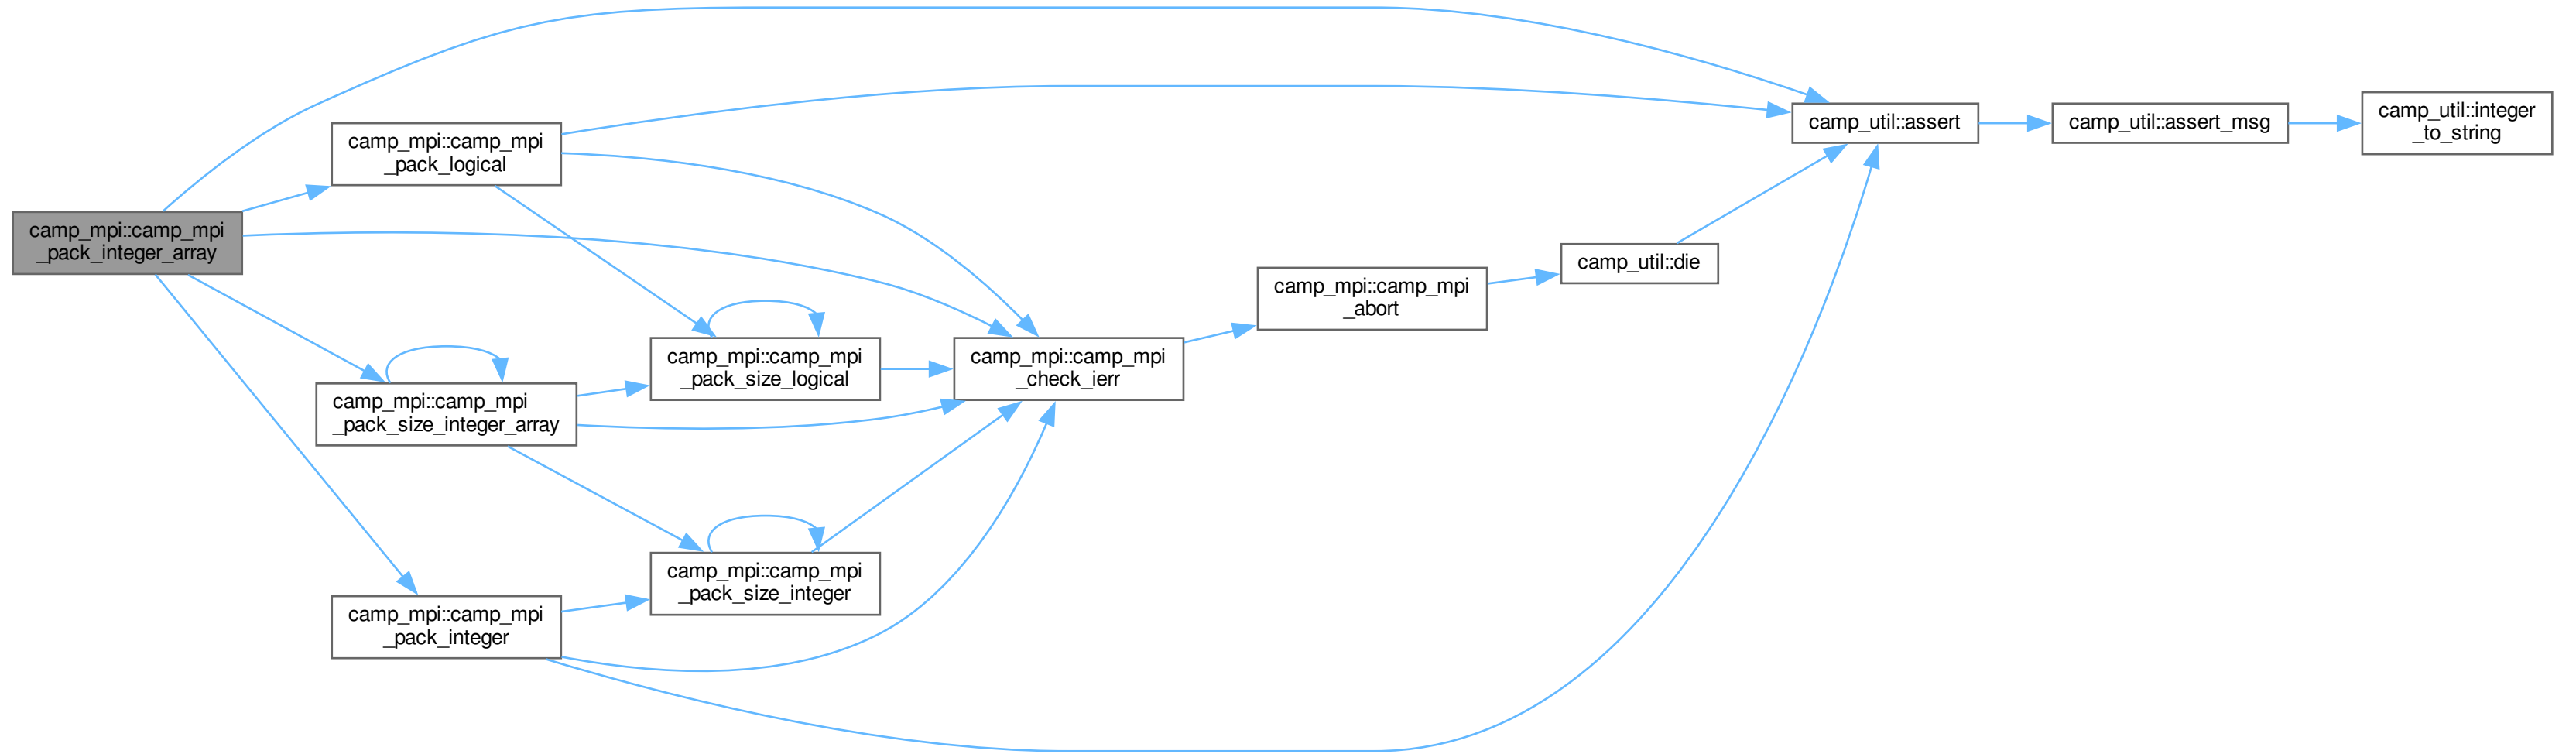 camp_mpi::camp_mpi
_pack_integer_array
camp_mpi::camp_mpi
_pack_logical
camp_mpi::camp_mpi
_pack_size_integer_array
camp_mpi::camp_mpi
_pack_integer
camp_mpi::camp_mpi
_pack_size_logical
camp_mpi::camp_mpi
_pack_size_integer
camp_mpi::camp_mpi
_check_ierr
camp_mpi::camp_mpi
_abort
camp_util::die
camp_util::assert
camp_util::assert_msg
camp_util::integer
_to_string